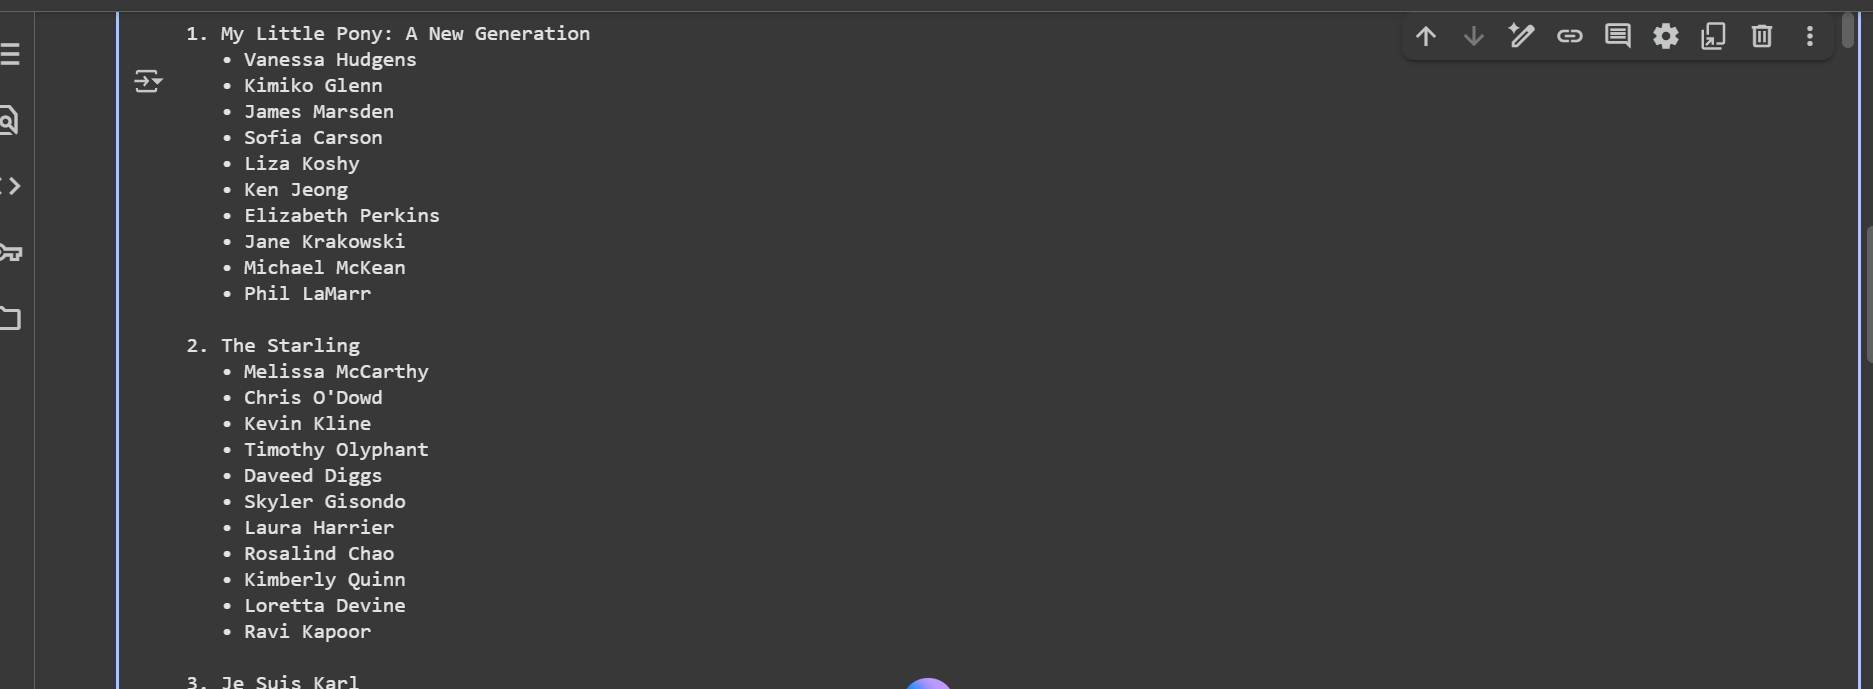 1. My Little Pony: A New Generation
• Vanessa Hudgens
• Kimiko Glenn
• James Marsden
• Sofia Carson
• Liza Koshy
• Ken Jeong
• Elizabeth Perkins
• Jane Krakowski
• Michael McKean
• Phil LaMarr
2. The Starling
• Melissa McCarthy
• Chris O'Dowd
• Kevin Kline
• Timothy Olyphant
• Daveed Diggs
• Skyler Gisondo
• Laura Harrier
• Rosalind Chao
• Kimberly Quinn
• Loretta Devine
• Ravi Kapoor
3. Je Suis Karl